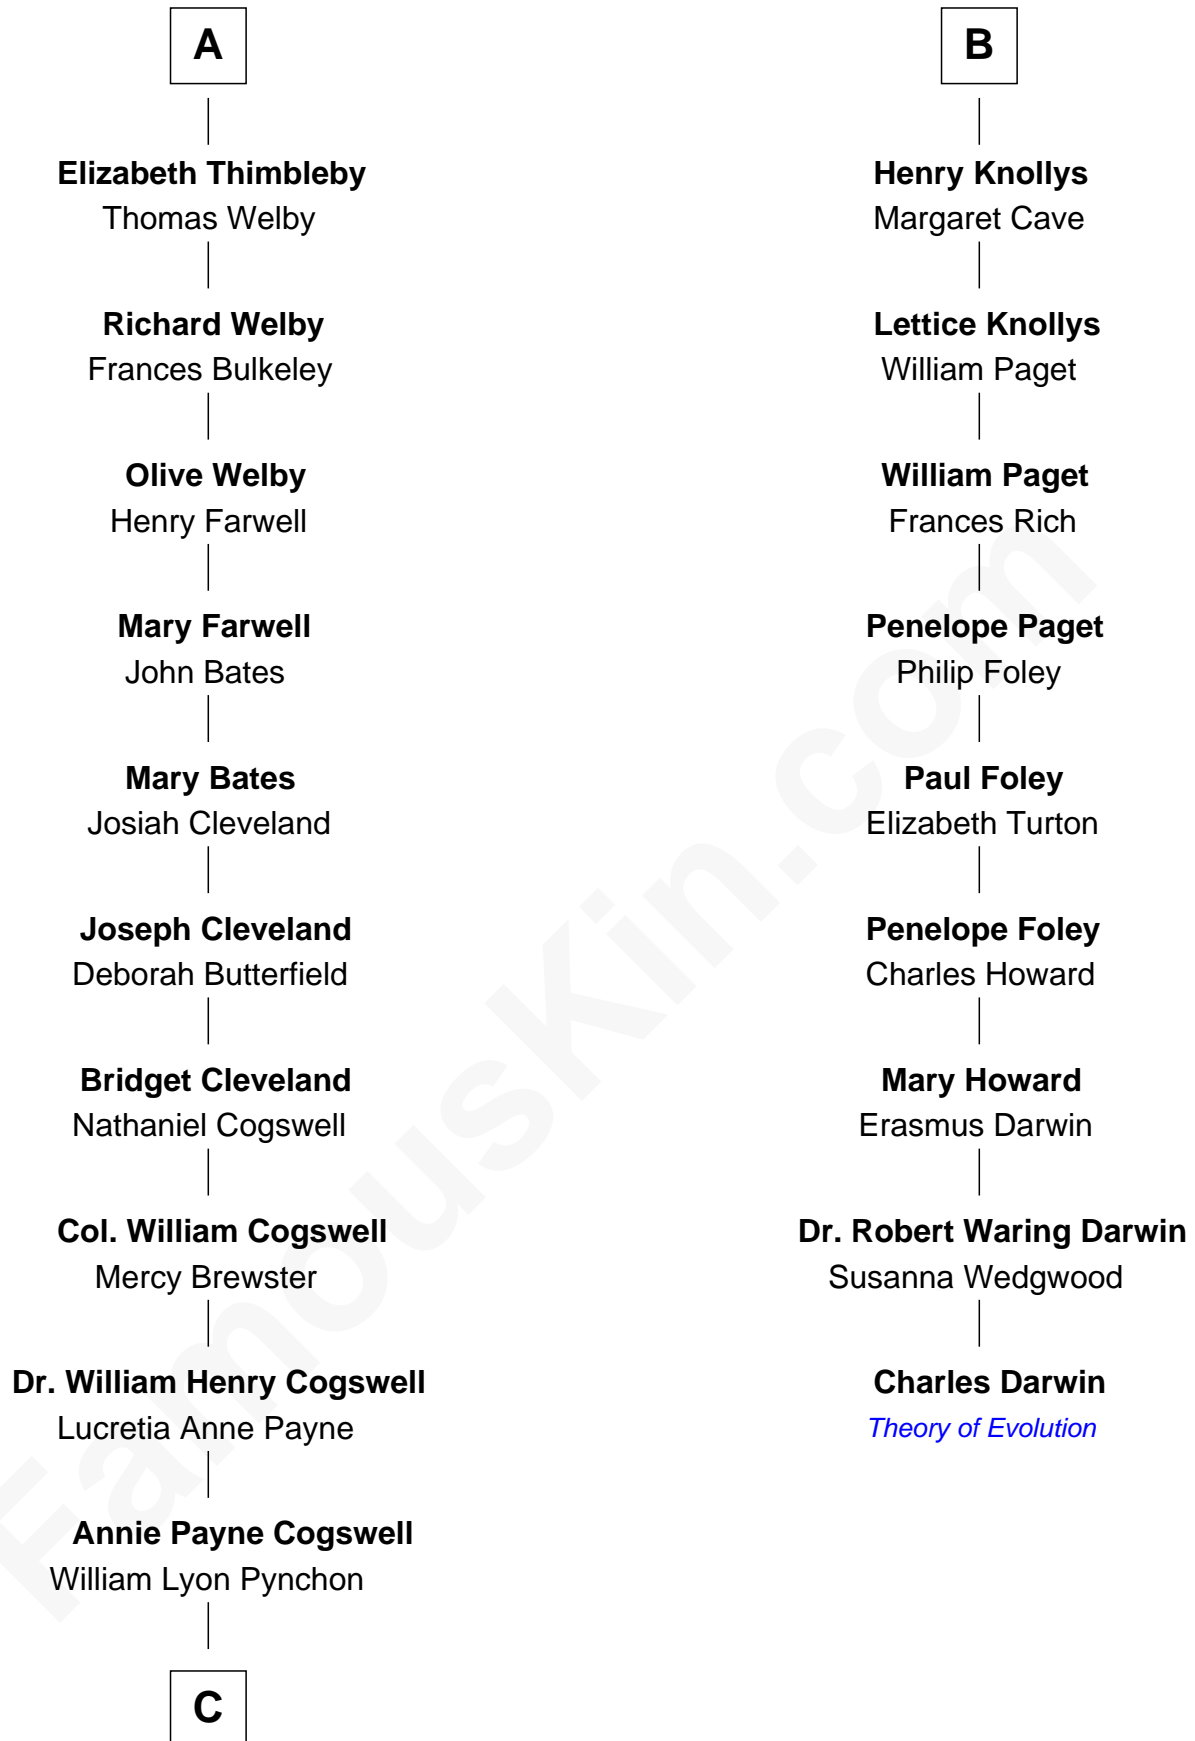 A
Elizabeth Thimbleby
Thomas Welby
Richard Welby
Frances Bulkeley
Olive Welby
Henry Farwell
Mary Farwell
John Bates
Mary Bates
Josiah Cleveland
Joseph Cleveland
Deborah Butterfield
Bridget Cleveland
Nathaniel Cogswell
Col. William Cogswell
Mercy Brewster
Dr. William Henry Cogswell
Lucretia Anne Payne
Annie Payne Cogswell
William Lyon Pynchon
C
B
Henry Knollys
Margaret Cave
Lettice Knollys
William Paget
William Paget
Frances Rich
Penelope Paget
Philip Foley
Paul Foley
Elizabeth Turton
Penelope Foley
Charles Howard
Mary Howard
Erasmus Darwin
Dr. Robert Waring Darwin
Susanna Wedgwood
Charles Darwin
Theory of Evolution
FamousKin.com